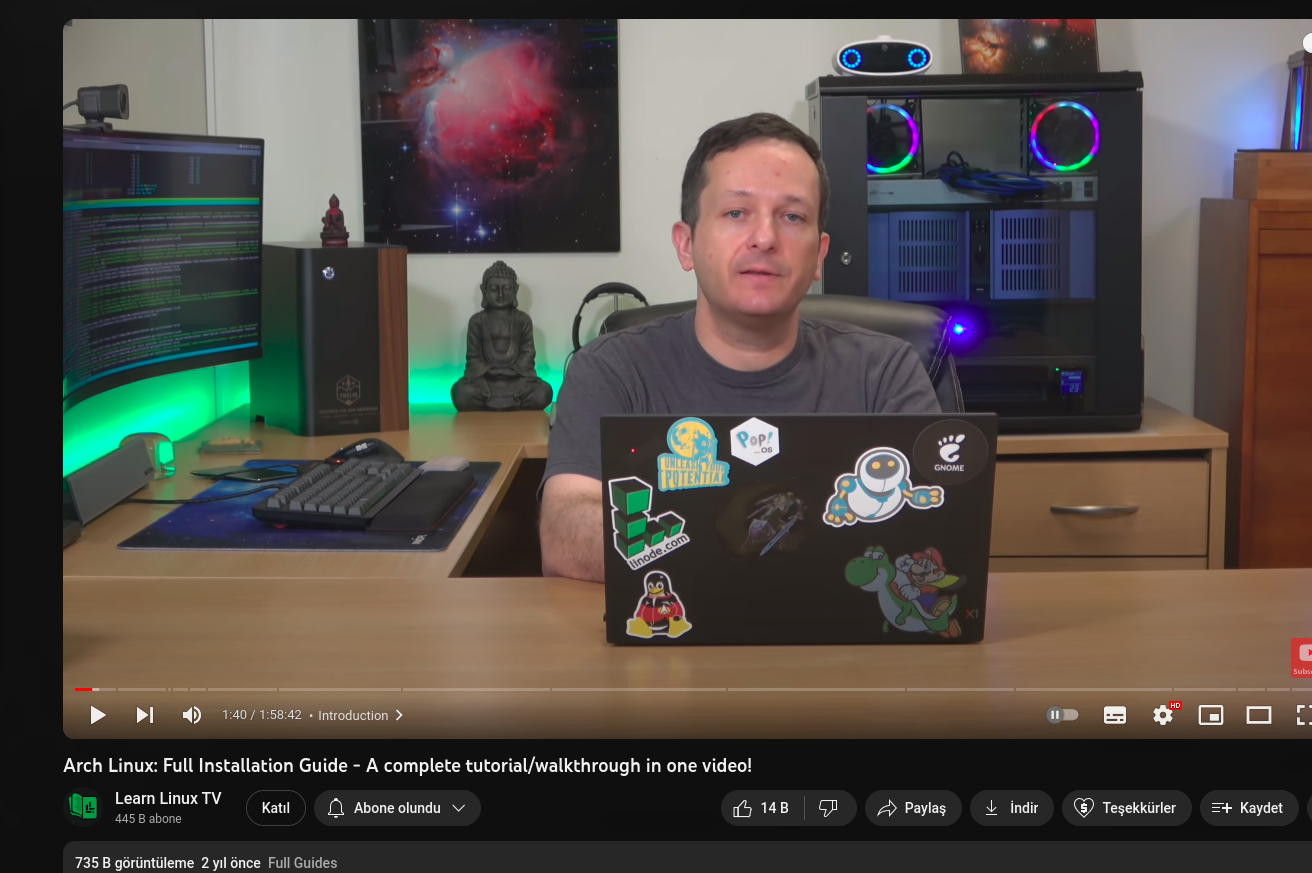 UNLEARN YOUR
POTENTIAL
Pop!
_OS
GNOME
linode.com
X1
1:40 / 1:58:42 • Introduction
HD
Arch Linux: Full Installation Guide - A complete tutorial/walkthrough in one video!
Learn Linux TV
445 B abone
Katıl
Abone olundu
14 B
Paylaş
İndir
Teşekkürler
Kaydet
735 B görüntüleme 2 yıl önce Full Guides